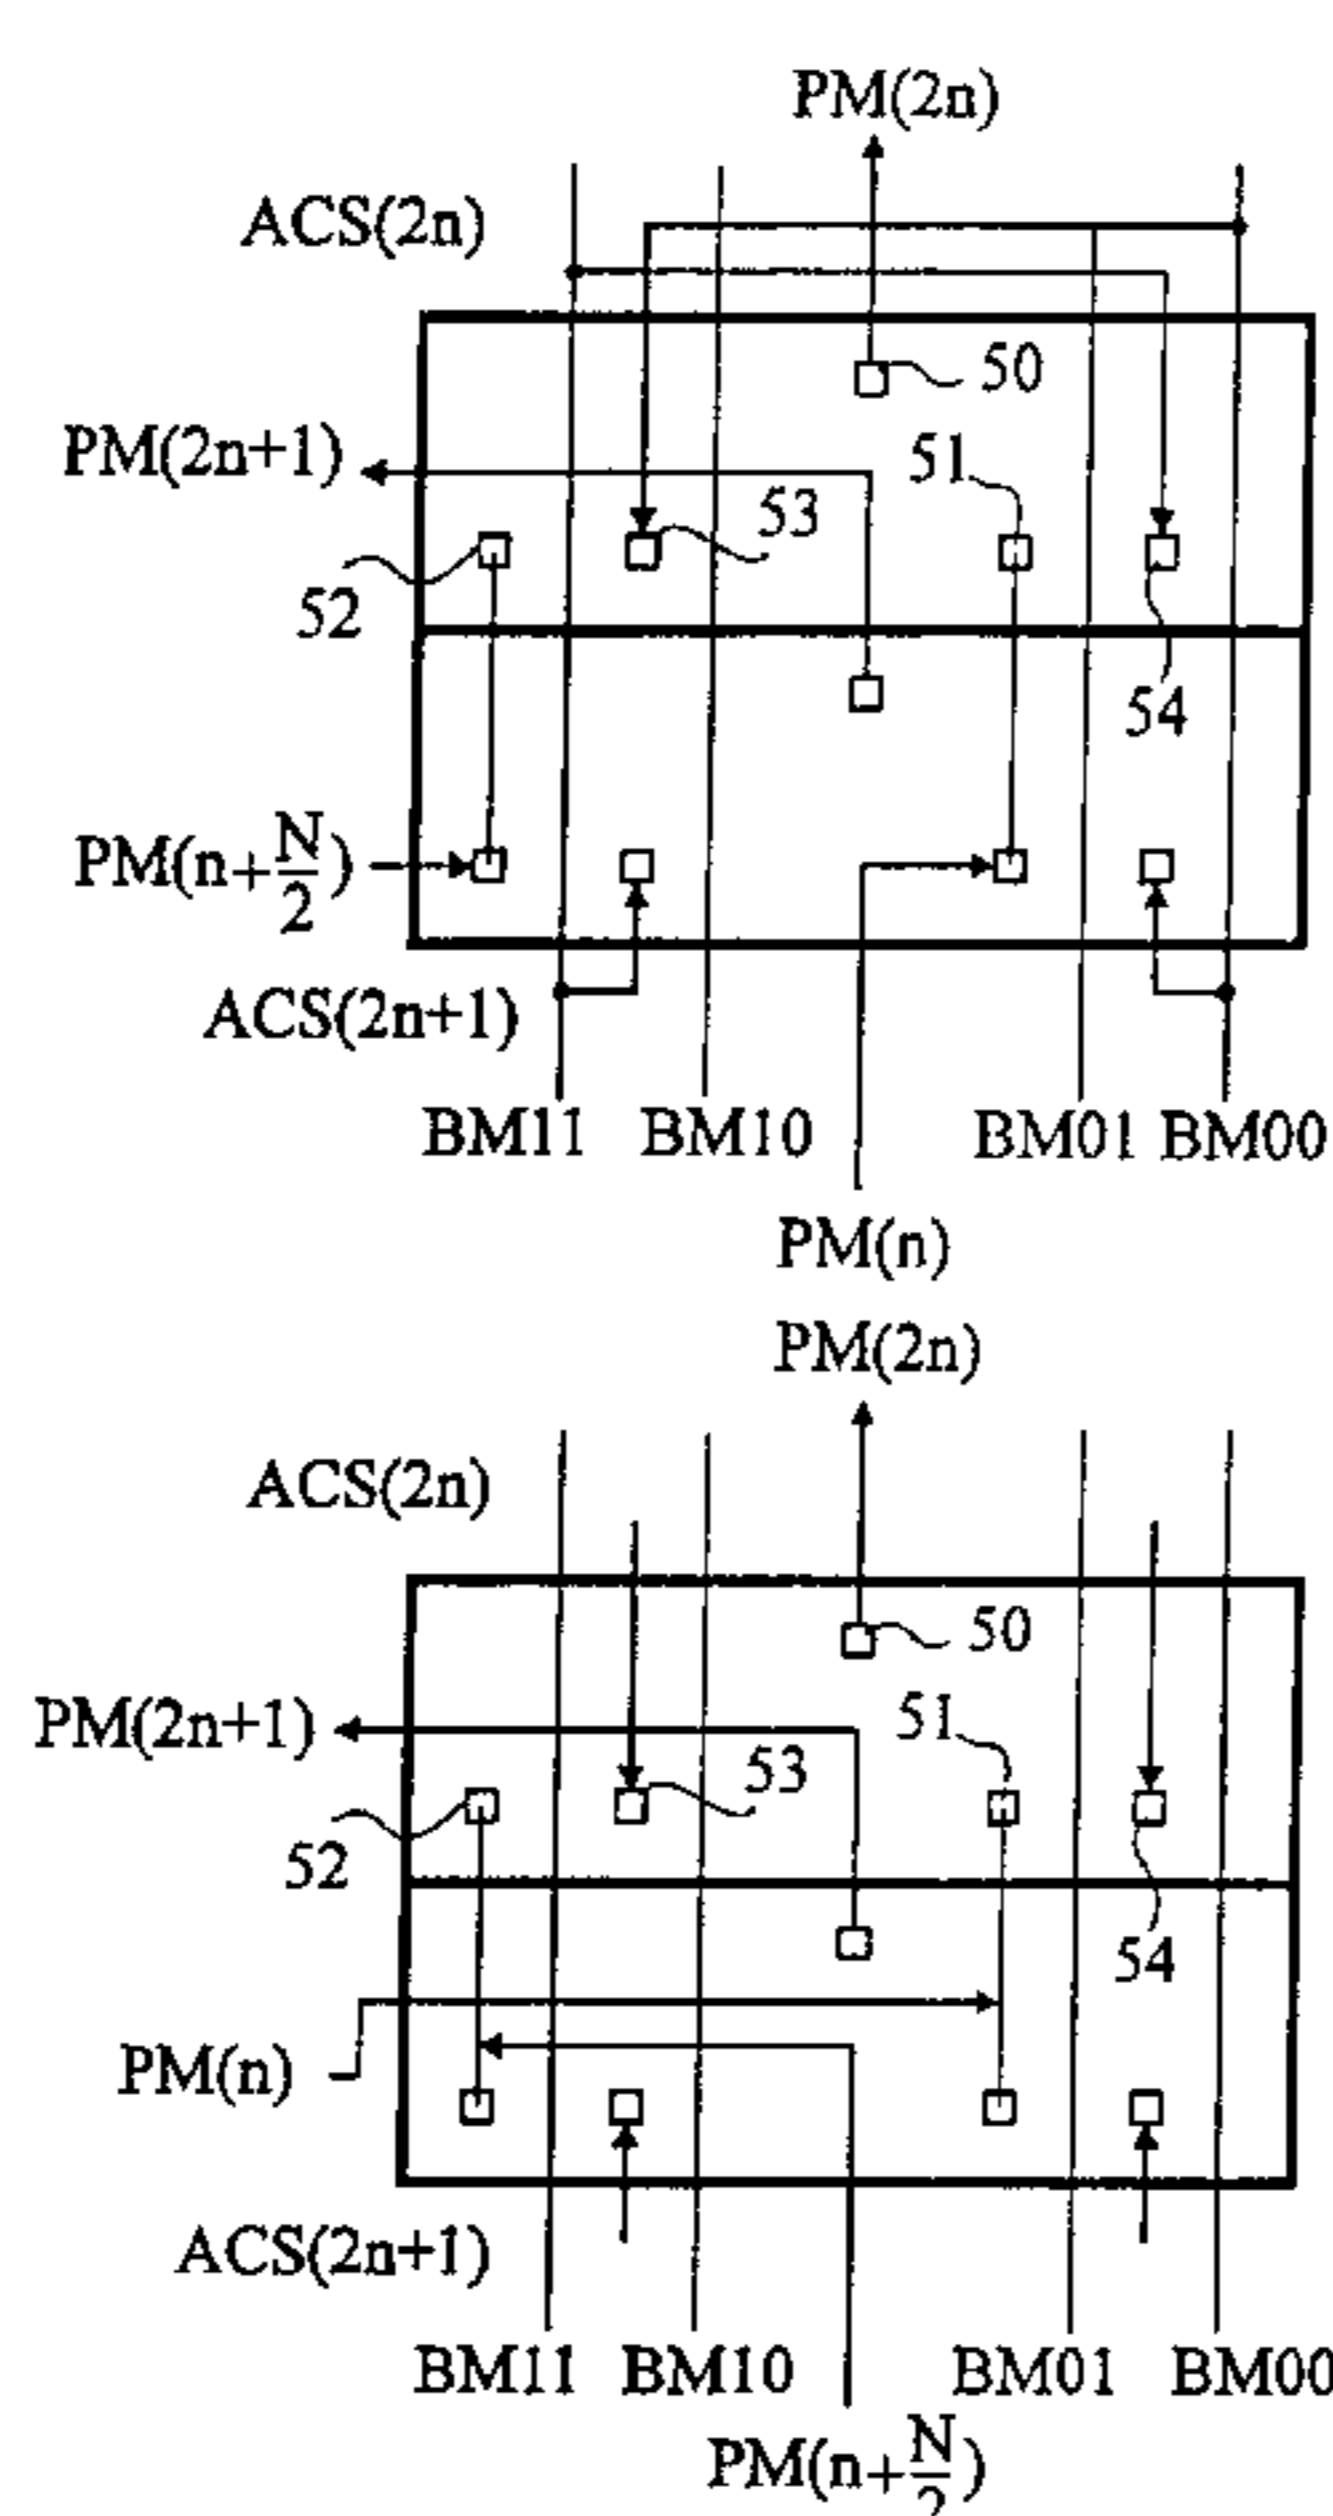 PM(2n)
ACS(2n)
50
PM(2n+1)
51
53
52
54
PM(n+N/2)
ACS(2n+1)
BM11 BM10 BM01 BM00
PM(n)
PM(2n)
ACS(2n)
50
PM(2n+1)
51
53
52
54
PM(n)
ACS(2n+1)
BM11 BM10 BM01 BM00
PM(n+N/2)